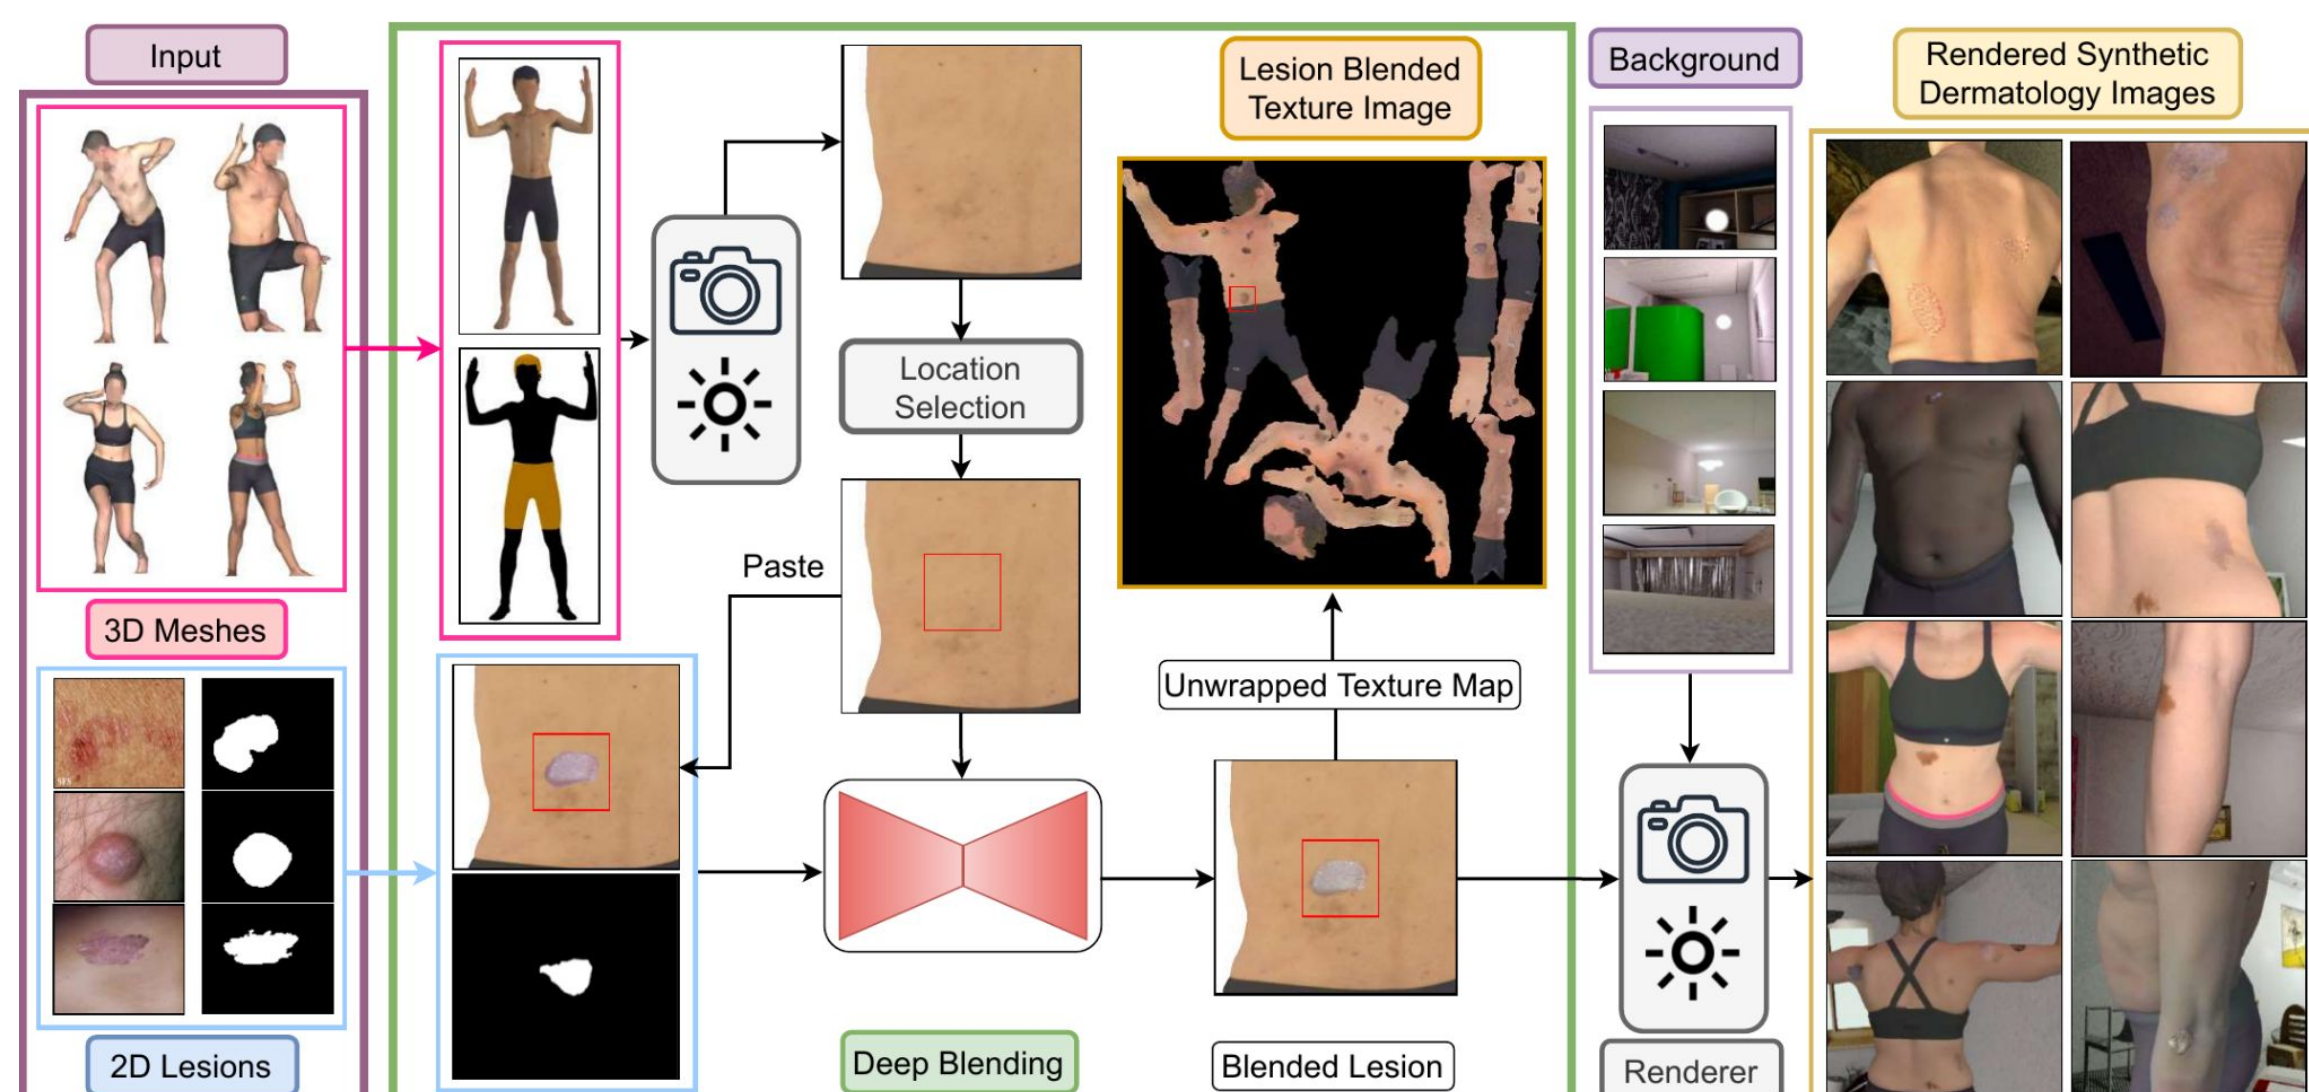 Input
3D Meshes
SFS
2D Lesions
Location
Selection
Paste
Deep Blending
Lesion Blended
Texture Image
Unwrapped Texture Map
Blended Lesion
Background
Renderer
Rendered Synthetic
Dermatology Images